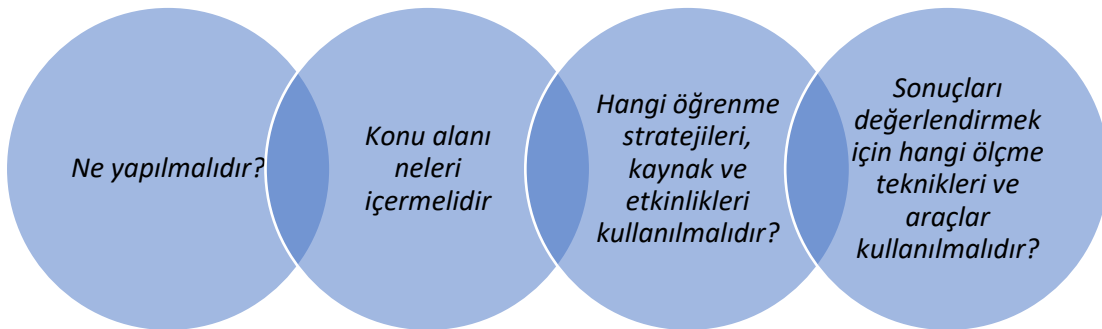 Ne yapılmalıdır?
Konu alanı
neleri
içermelidir
Hangi öğrenme
stratejileri,
kaynak ve
etkinlikleri
kullanılmalıdır?
Sonuçları
değerlendirmek
için hangi ölçme
teknikleri ve
araçlar
kullanılmalıdır?